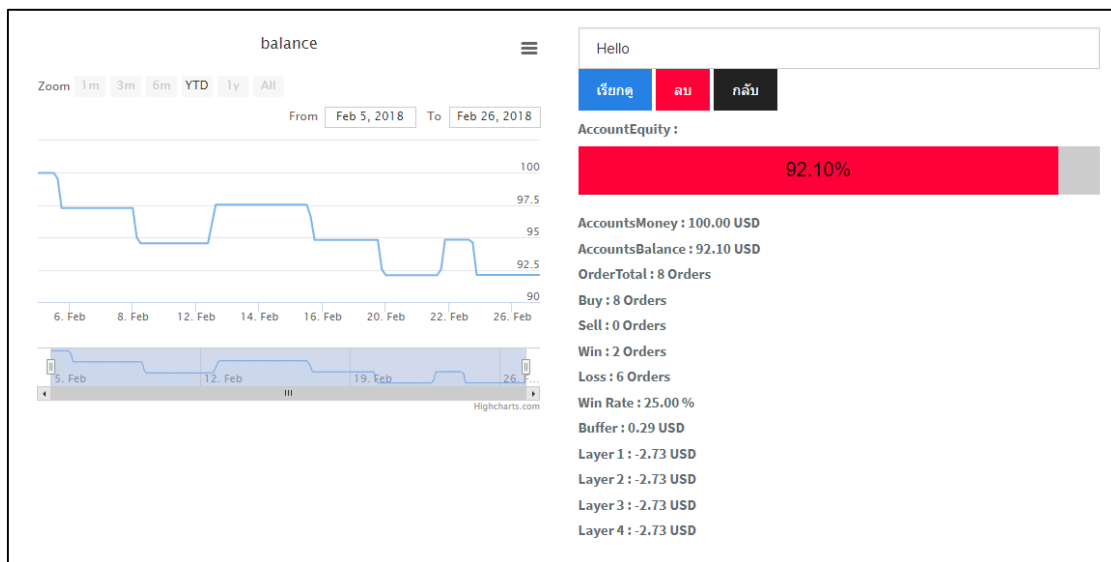 balance
Zoom 1m 3m 6m YTD 1y All
From Feb 5, 2018 To Feb 26, 2018
100
97.5
95
92.5
90
6. Feb 8. Feb 12. Feb 14. Feb 16. Feb 20. Feb 22. Feb 26. Feb
5. Feb 12. Feb 19. Feb 26. F...
Highcharts.com
Hello
เรียกดู ลบ กลับ
AccountEquity :
92.10%
AccountsMoney : 100.00 USD
AccountsBalance : 92.10 USD
OrderTotal : 8 Orders
Buy : 8 Orders
Sell : 0 Orders
Win : 2 Orders
Loss : 6 Orders
Win Rate : 25.00 %
Buffer : 0.29 USD
Layer 1 : -2.73 USD
Layer 2 : -2.73 USD
Layer 3 : -2.73 USD
Layer 4 : -2.73 USD